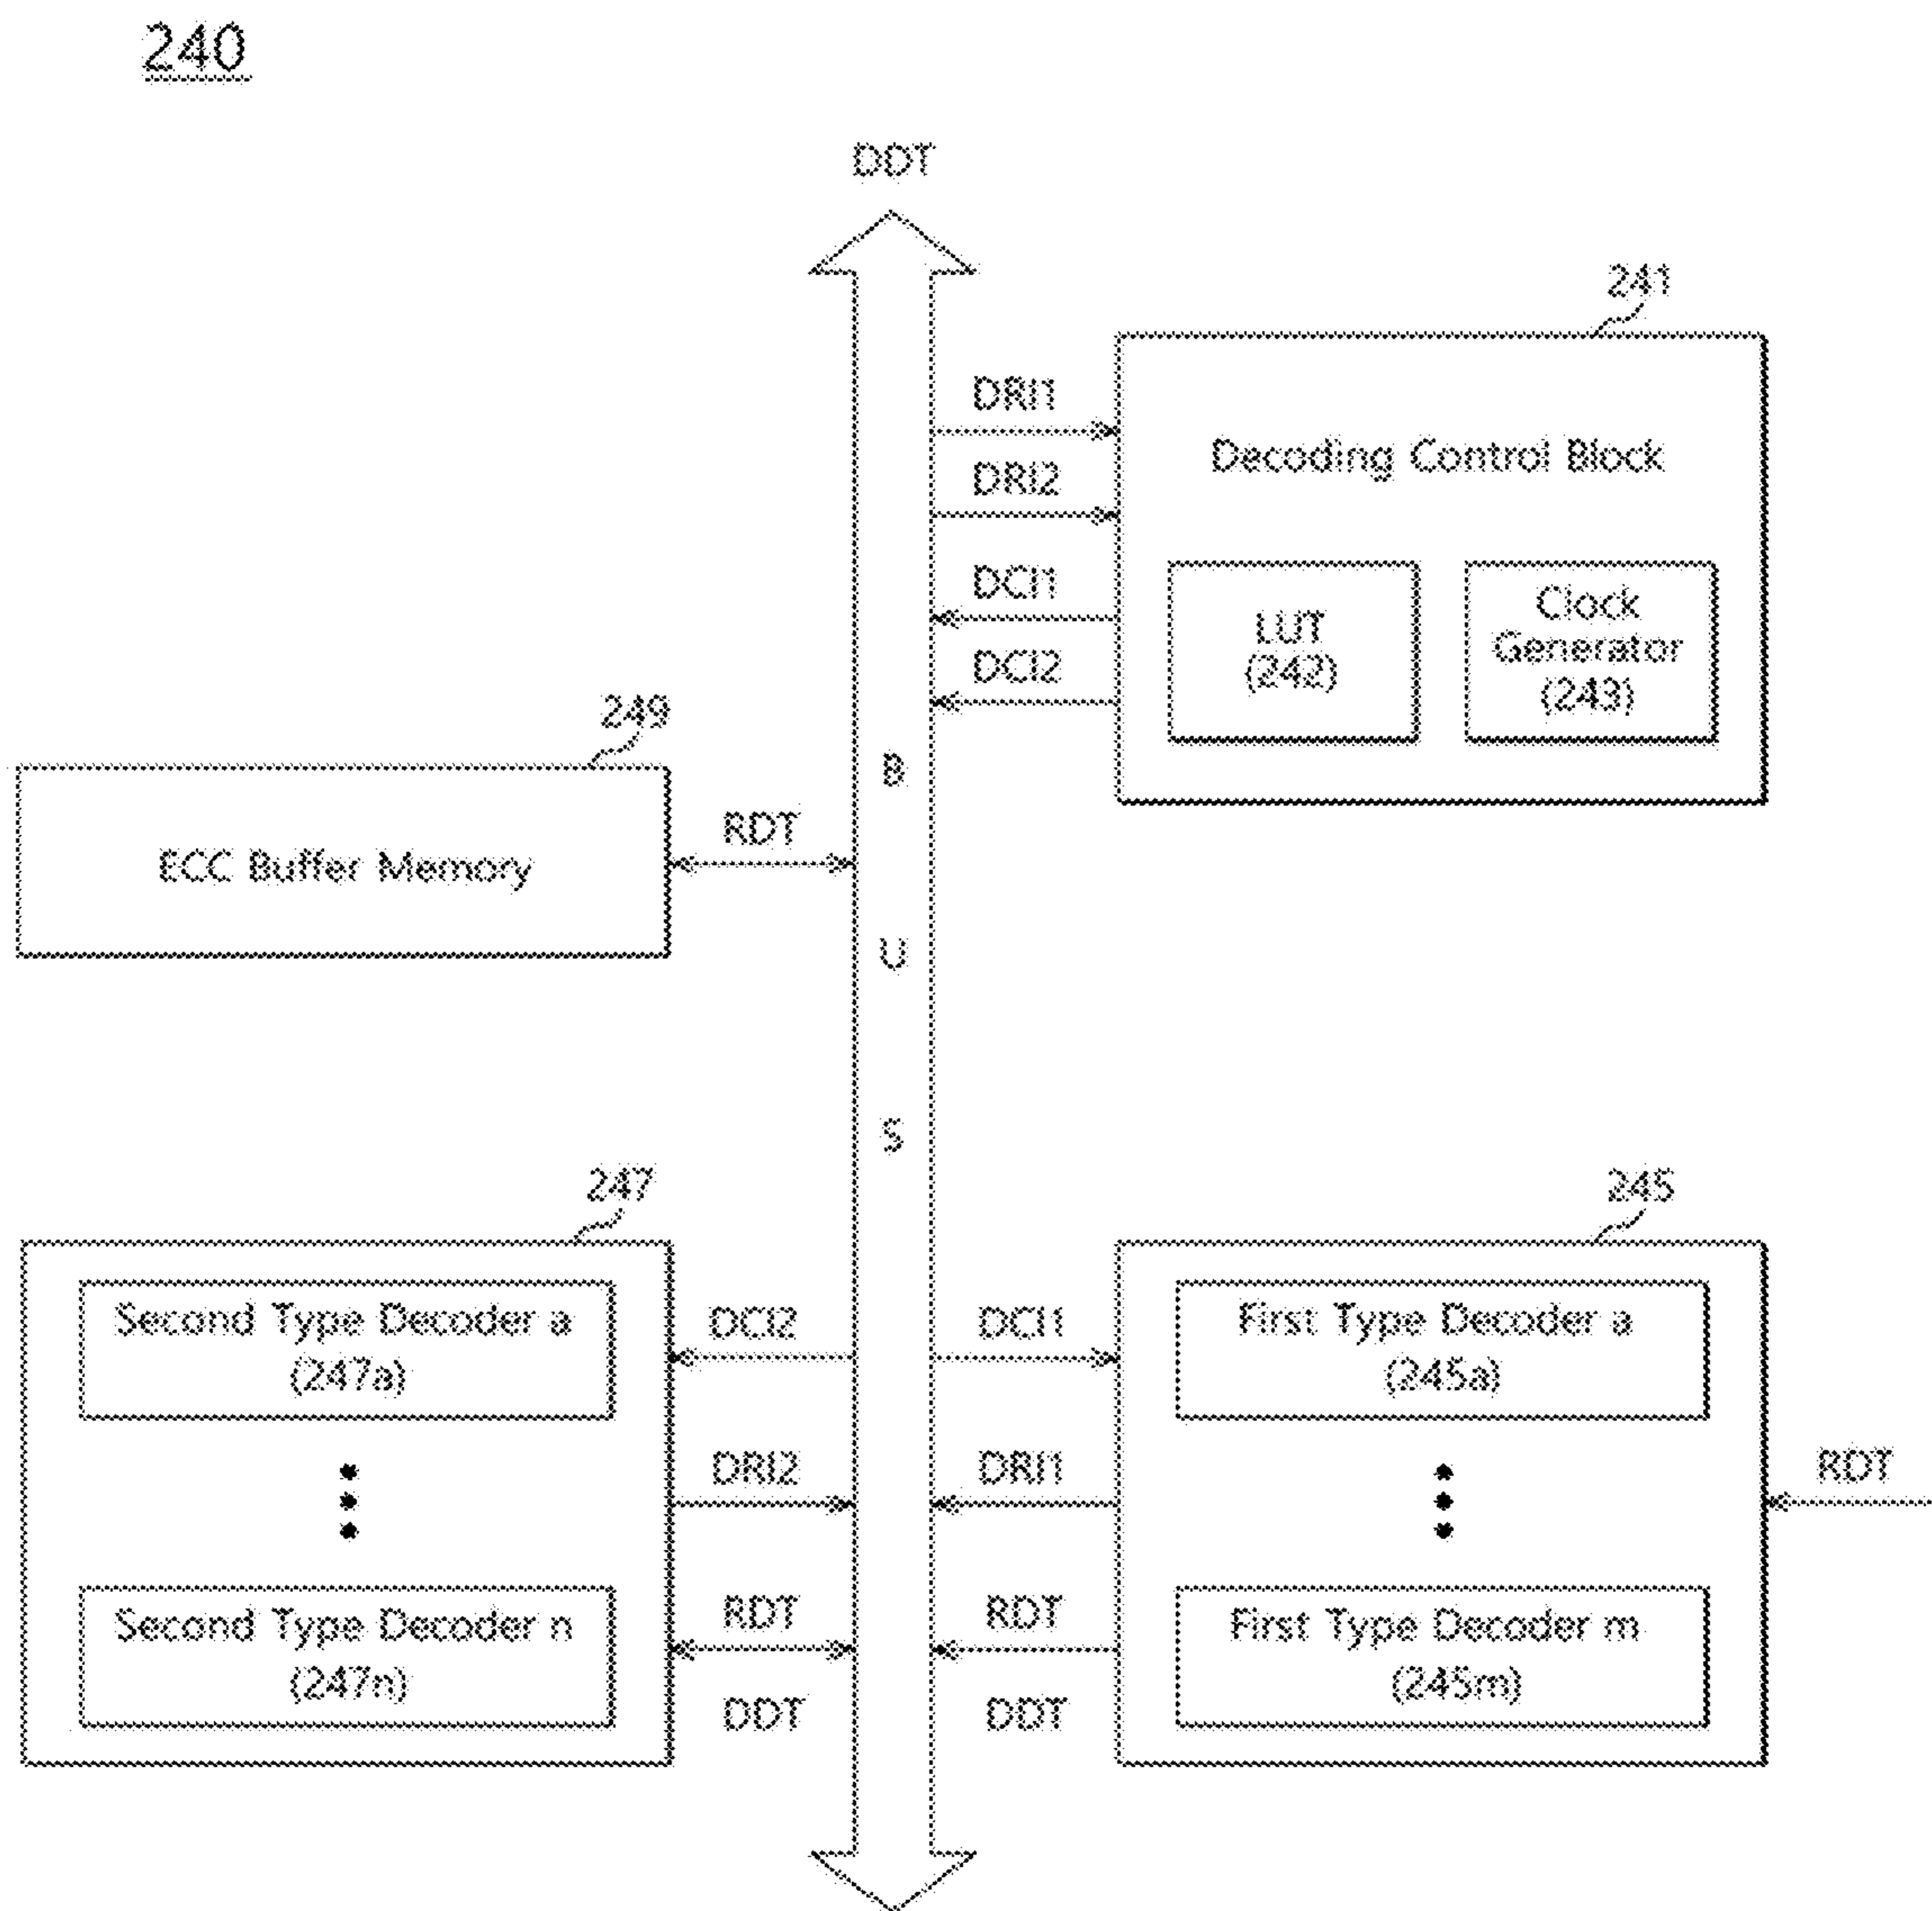 240
DDT
241
DRI1
Decoding Control Block
DRI2
DCI1
LUT
(242)
Clock
Generator
(243)
DCI2
249
B
U
S
RDT
ECC Buffer Memory
247
245
Second Type Decoder a
(247a)
DCI2
DCI1
First Type Decoder a
(245a)
DRI2
DRI1
RDT
Second Type Decoder n
(247n)
RDT
DDT
RDT
DDT
First Type Decoder m
(245m)